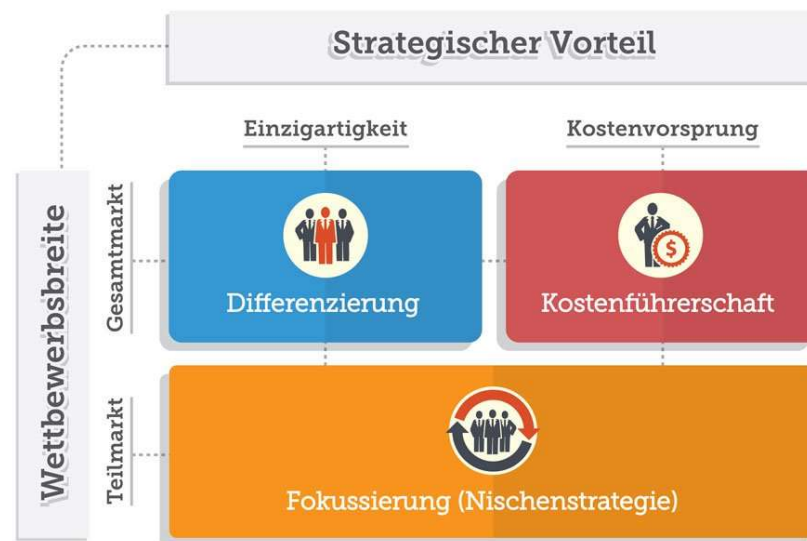 Strategischer Vorteil
Einzigartigkeit
Kostenvorsprung
Wettbewerbsbreite
Gesamtmarkt
Differenzierung
Kostenführerschaft
Teilmarkt
$
Fokussierung (Nischenstrategie)